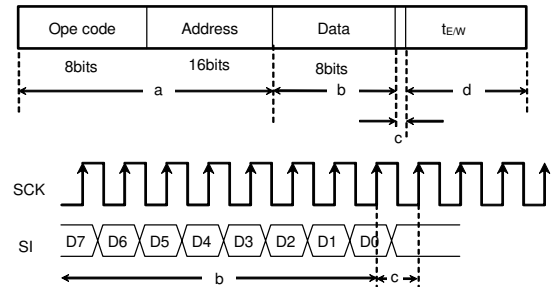 Ope code Address Data tE/W
8bits 16bits 8bits
a b d
c
SCK
SI D7 D6 D5 D4 D3 D2 D1 D0
b c